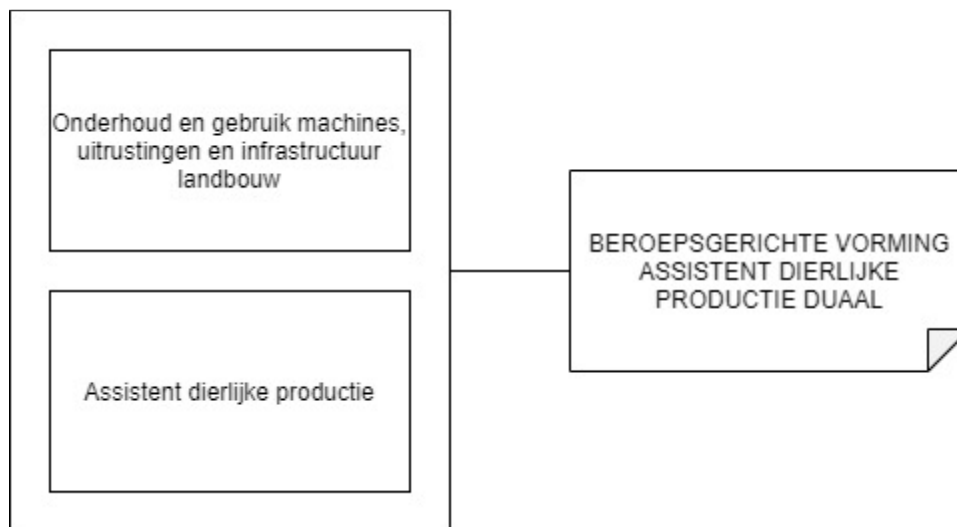 Onderhoud en gebruik machines,
uitrustingen en infrastructuur
landbouw
BEROEPSGERICHTE VORMING
ASSISTENT DIERLIJKE
PRODUCTIE DUAAL
Assistent dierlijke productie